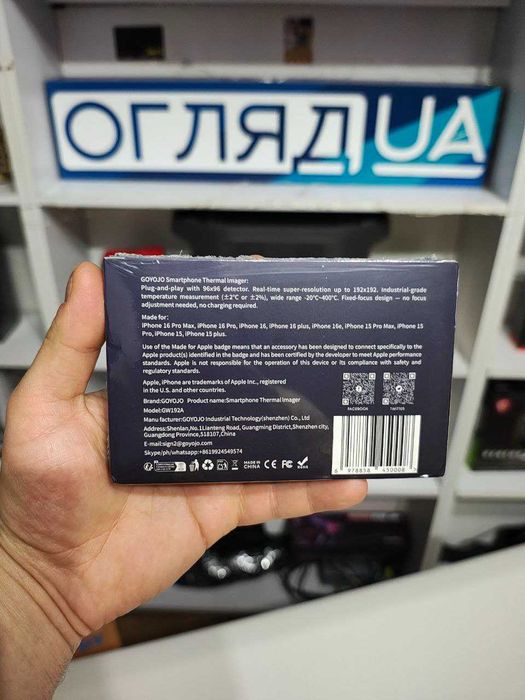 ОГЛЯД UA
GOYOJO Smartphone Thermal Imager:
Plug-and-play with 96x96 detector. Real-time super-resolution up to 192x192. Industrial-grade
temperature measurement (±2°C or ±2%), wide range -20°C~400°C. Fixed-focus design — no focus
adjustment needed, no charging required.
Made for:
iPhone 16 Pro Max, iPhone 16 Pro, iPhone 16, iPhone 16 plus, iPhone 16e, iPhone 15 Pro Max, iPhone 15
Pro, iPhone 15, iPhone 15 plus.
Use of the Made for Apple badge means that an accessory has been designed to connect specifically to the
Apple product(s) identified in the badge and has been certified by the developer to meet Apple performance
standards. Apple is not responsible for the operation of this device or its compliance with safety and
regulatory standards.
Apple, iPhone are trademarks of Apple Inc., registered
in the U.S. and other countries.
Brand:GOYOJO Product name:Smartphone Thermal Imager
Model:GW192A
Manu facturer:GOYOJO Industrial Technology(shenzhen) Co., Ltd
Address:Shenlan,No.1Lianteng Road, Guangming District,Shenzhen city,
Guangdong Province,518107,China
E-mail:sign2@goyojo.com
Skype/ph/whatsapp:+8619924549574
FACEBOOK
MADE IN
CHINA
CE FC
RoHS
6 978858 450008